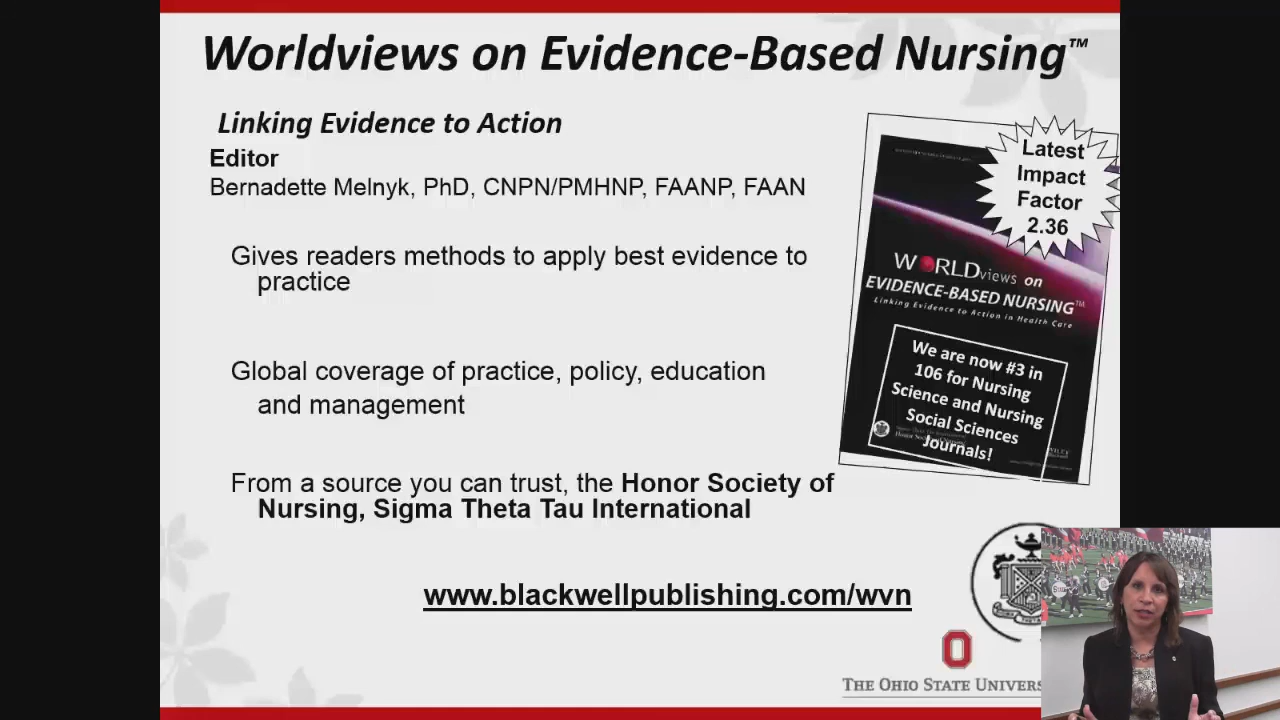 Worldviews on Evidence-Based Nursing™
Linking Evidence to Action
Editor
Bernadette Melnyk, PhD, CNPN/PMHNP, FAANP, FAAN
Gives readers methods to apply best evidence to
practice
Global coverage of practice, policy, education
and management
From a source you can trust, the Honor Society of
Nursing, Sigma Theta Tau International
www.blackwellpublishing.com/wvn
Latest
Impact
Factor
2.36
WORLDviews on
EVIDENCE-BASED NURSING™
Linking Evidence to Action in Health Care
We are now #3 in
106 for Nursing
Science and Nursing
Social Sciences
Journals!
THE OHIO STATE